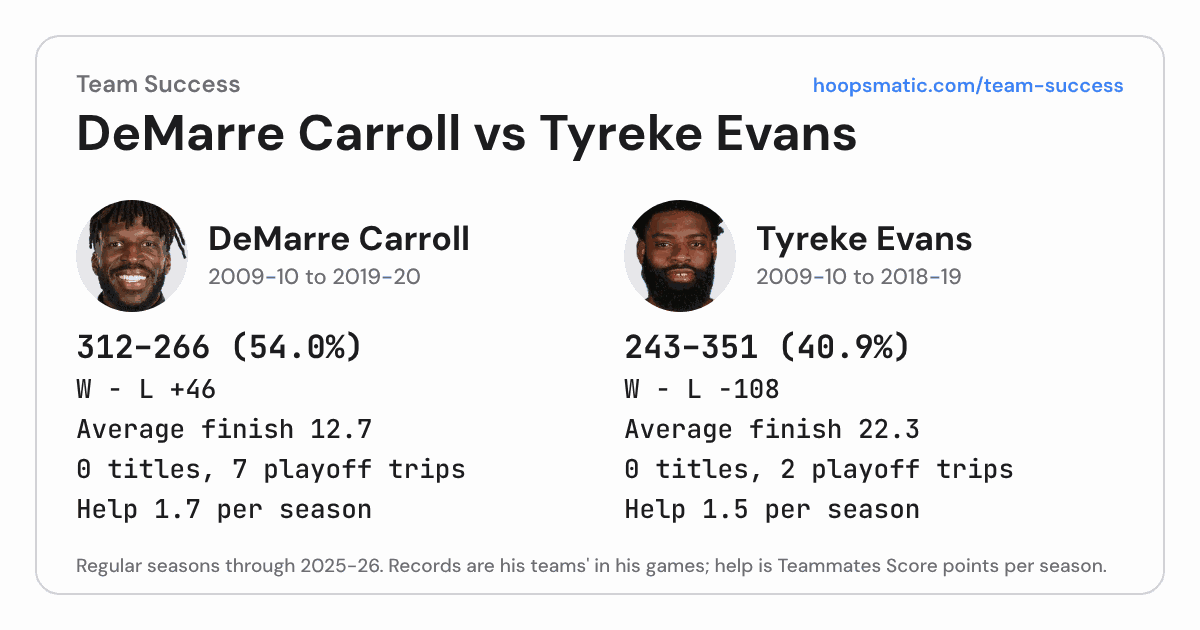 Team Success
hoopsmatic.com/team-success
DeMarre Carroll vs Tyreke Evans
DeMarre Carroll
2009-10 to 2019-20
312-266 (54.0%)
W - L +46
Average finish 12.7
0 titles, 7 playoff trips
Help 1.7 per season
Tyreke Evans
2009-10 to 2018-19
243-351 (40.9%)
W - L -108
Average finish 22.3
0 titles, 2 playoff trips
Help 1.5 per season
Regular seasons through 2025-26. Records are his teams' in his games; help is Teammates Score points per season.